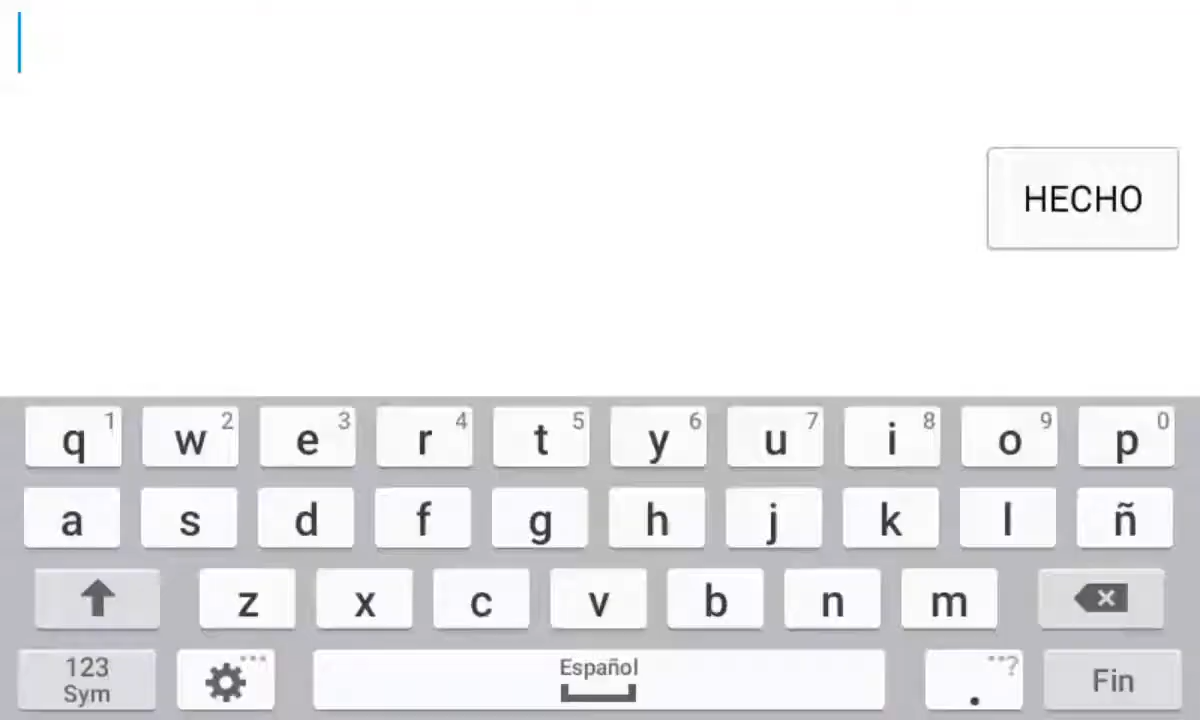 HECHO
q 1 w 2 e 3 r 4 t 5 y 6 u 7 i 8 o 9 p 0
a s d f g h j k l ñ
z x c v b n m
123 Sym ... Español . ...? Fin